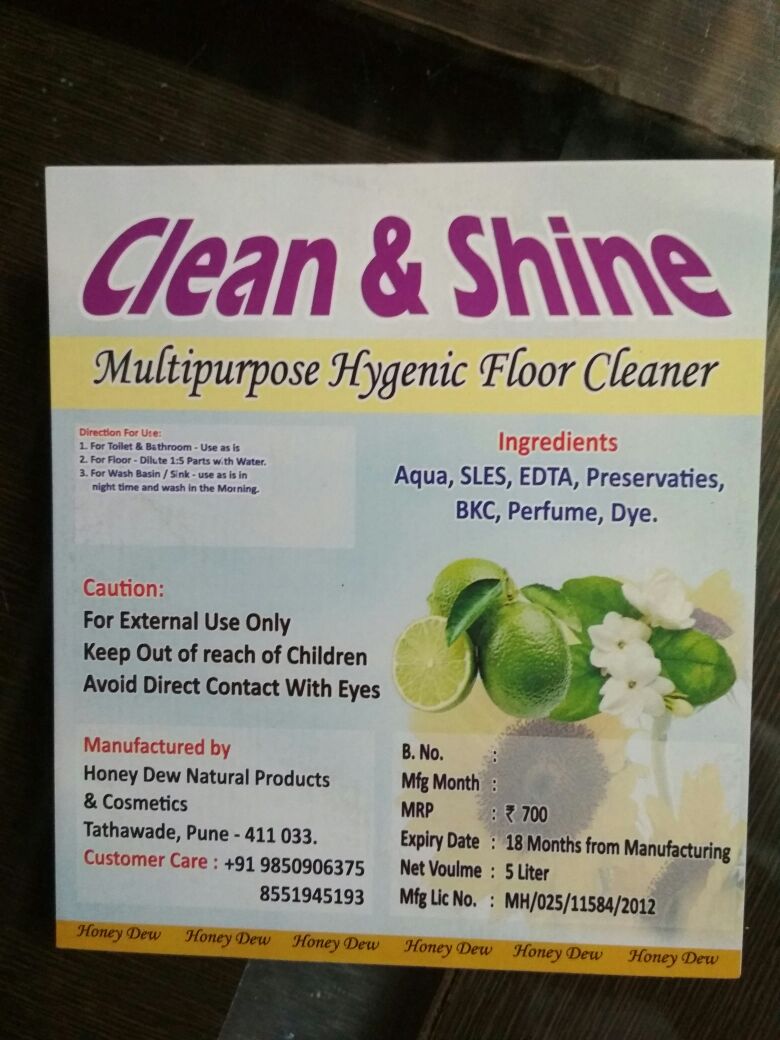 Clean & Shine
Multipurpose Hygenic Floor Cleaner
Direction For Use:
1. For Toilet & Bathroom - Use as is
2. For Floor - Dilute 1:5 Parts with Water.
3. For Wash Basin / Sink - use as is in
night time and wash in the Morning.
Ingredients
Aqua, SLES, EDTA, Preservaties,
BKC, Perfume, Dye.
Caution:
For External Use Only
Keep Out of reach of Children
Avoid Direct Contact With Eyes
Manufactured by
Honey Dew Natural Products
& Cosmetics
Tathawade, Pune - 411 033.
Customer Care : +91 9850906375
8551945193
B. No. :
Mfg Month :
MRP : ₹ 700
Expiry Date : 18 Months from Manufacturing
Net Voulme : 5 Liter
Mfg Lic No. : MH/025/11584/2012
Honey Dew Honey Dew Honey Dew Honey Dew Honey Dew Honey Dew